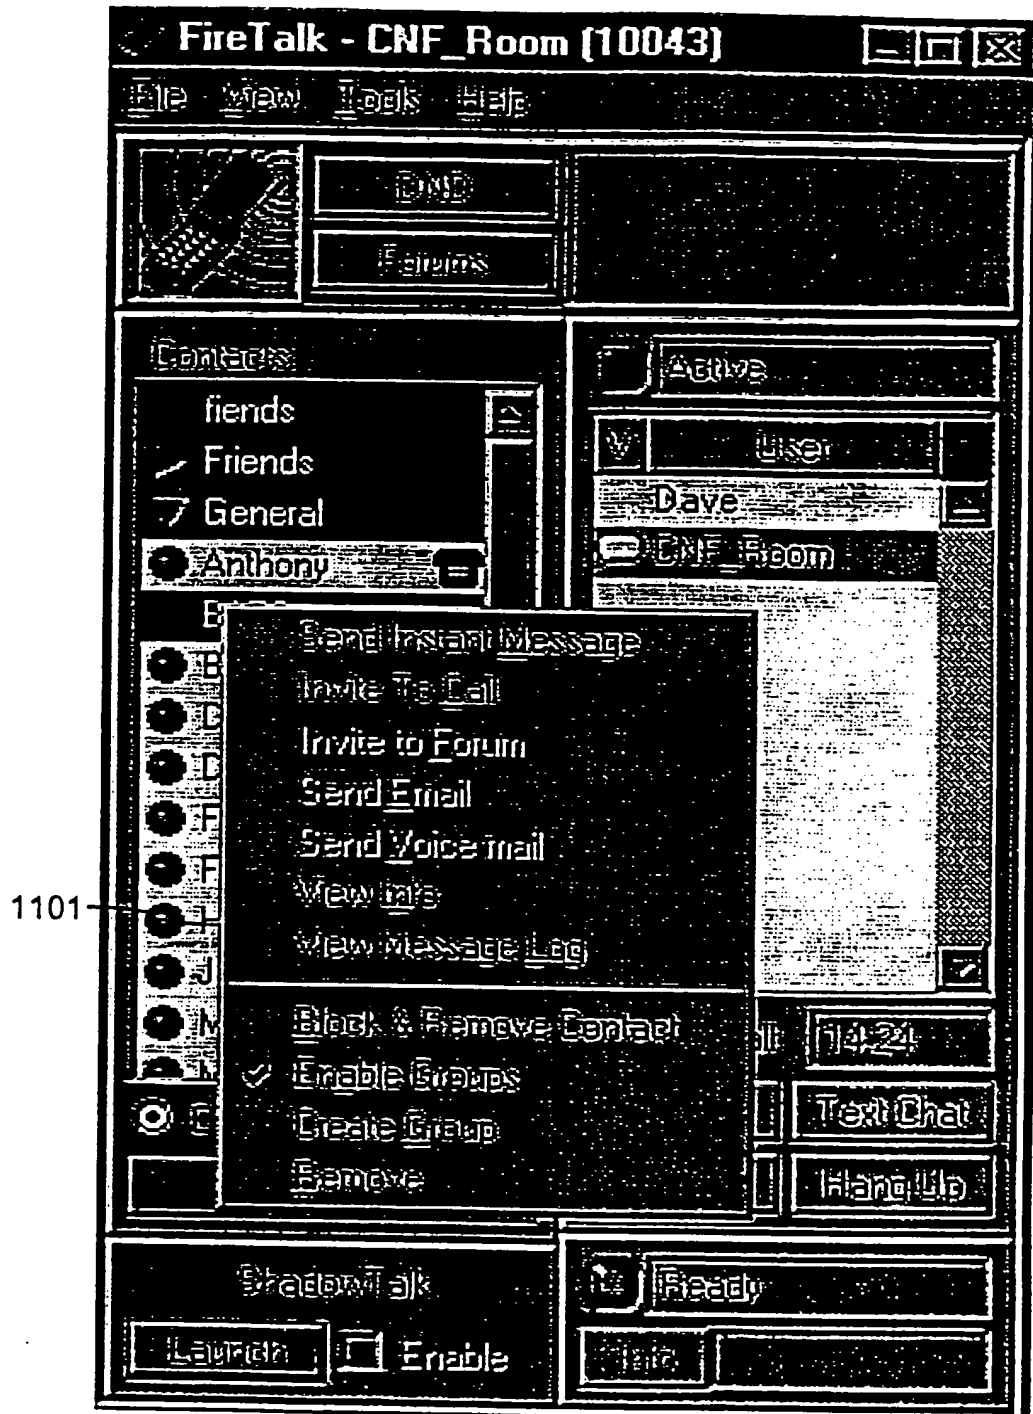 FireTalk - CNF_Room (10043)
File View Tools Help
DND
Forums
Contacts
fiends
Friends
General
Anthony
B
D
D
F
F
J
M
Active
V User
Dave
CNF_Room
Send Instant Message
Invite To Call
Invite to Forum
Send Email
Send Voice mail
View Info
View Message Log
Block & Remove Contact
Enable Groups
Create Group
Remove
1101
14:24
Text Chat
Hang Up
ShadowTalk
Launch
Enable
Ready